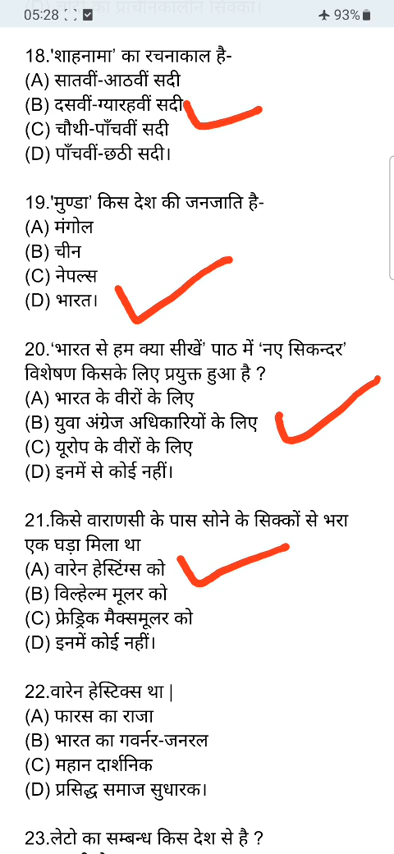 05:28
93%
18.'शाहनामा' का रचनाकाल है-
(A) सातवीं-आठवीं सदी
(B) दसवीं-ग्यारहवीं सदी
(C) चौथी-पाँचवीं सदी
(D) पाँचवीं-छठी सदी।
19.'मुण्डा' किस देश की जनजाति है-
(A) मंगोल
(B) चीन
(C) नेपल्स
(D) भारत।
20.‘भारत से हम क्या सीखें’ पाठ में ‘नए सिकन्दर’
विशेषण किसके लिए प्रयुक्त हुआ है ?
(A) भारत के वीरों के लिए
(B) युवा अंग्रेज अधिकारियों के लिए
(C) यूरोप के वीरों के लिए
(D) इनमें से कोई नहीं।
21.किसे वाराणसी के पास सोने के सिक्कों से भरा
एक घड़ा मिला था
(A) वारेन हेस्टिंग्स को
(B) विल्हेल्म मूलर को
(C) फ्रेड्रिक मैक्समूलर को
(D) इनमें कोई नहीं।
22.वारेन हेस्टिक्स था |
(A) फारस का राजा
(B) भारत का गवर्नर-जनरल
(C) महान दार्शनिक
(D) प्रसिद्ध समाज सुधारक।
23.लेटो का सम्बन्ध किस देश से है ?